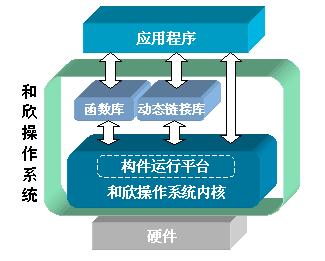 应用程序
和欣操作系统
函数库
动态链接库
构件运行平台
和欣操作系统内核
硬件